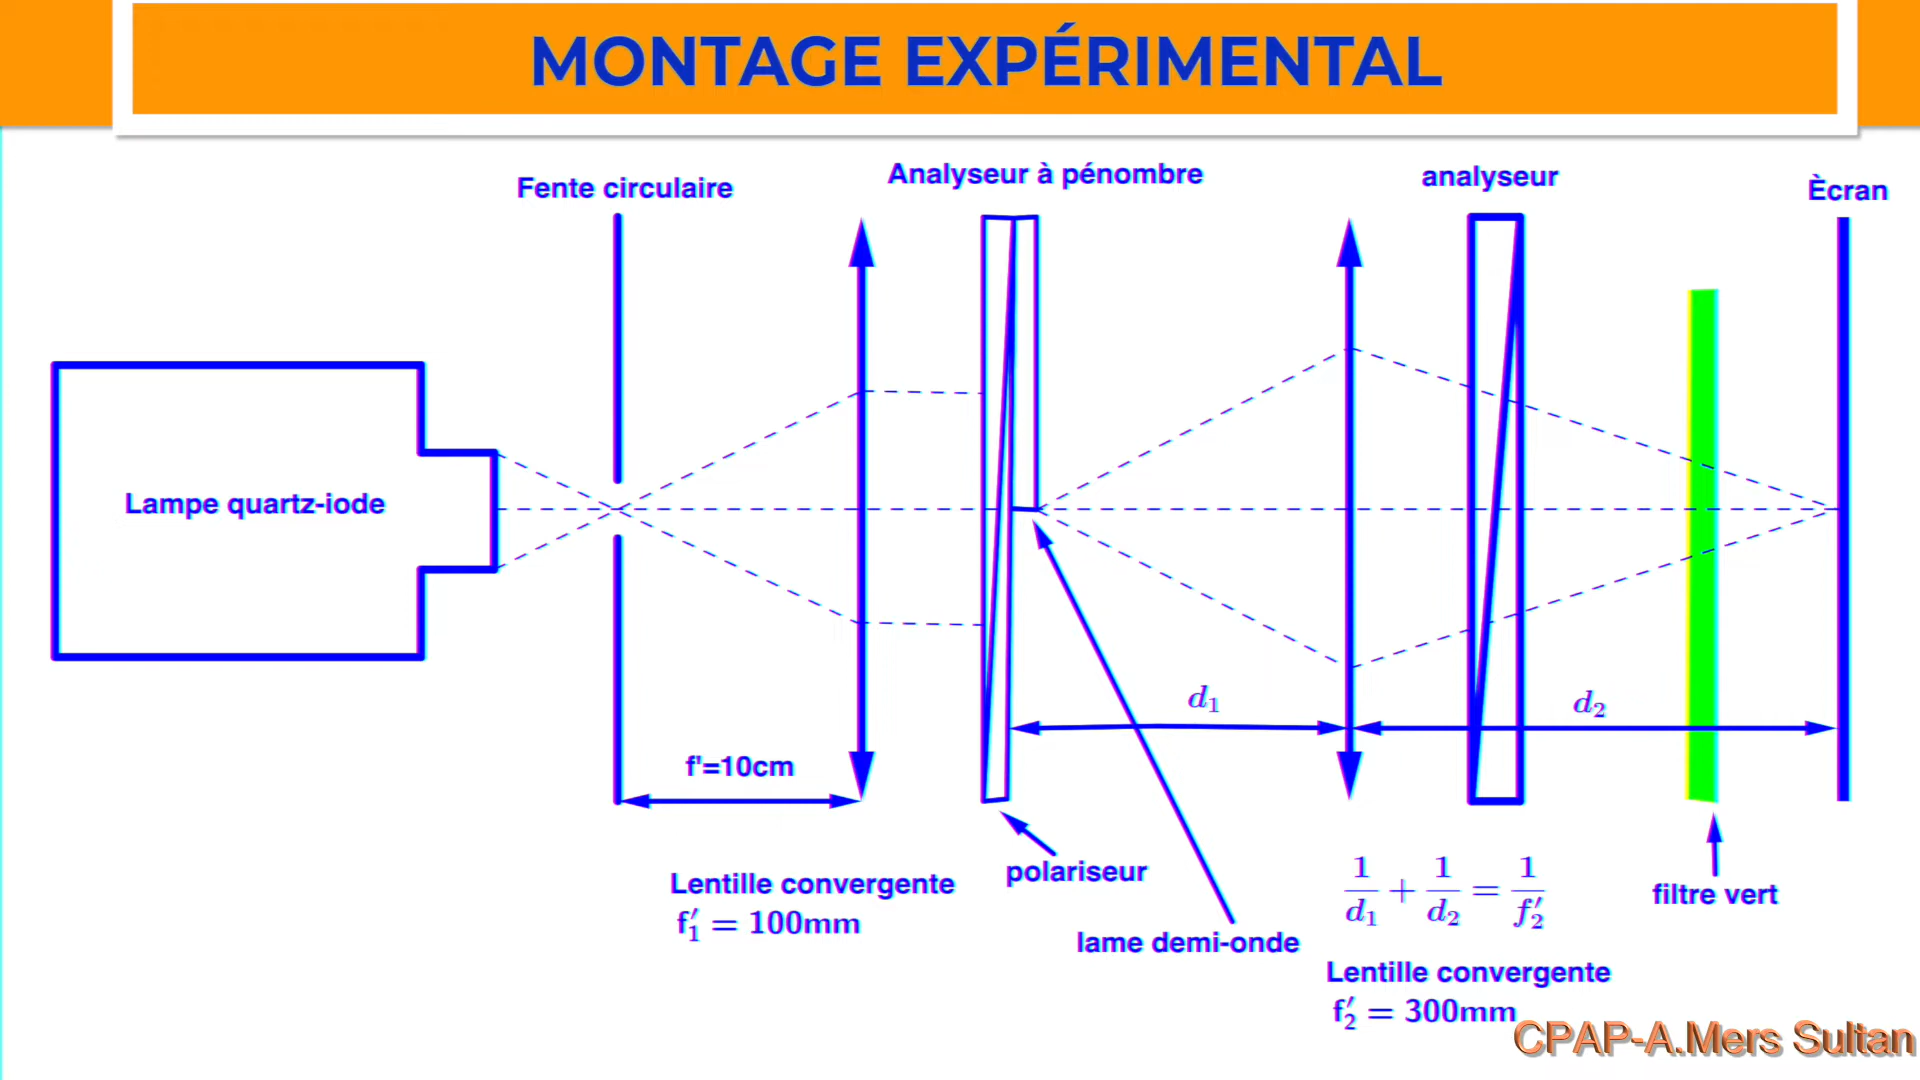 MONTAGE EXPÉRIMENTAL
Fente circulaire
Analyseur à pénombre
analyseur
Ècran
Lampe quartz-iode
d₁
d₂
f'=10cm
Lentille convergente
f′₁ = 100mm
polariseur
lame demi-onde
1/d₁ + 1/d₂ = 1/f′₂
filtre vert
Lentille convergente
f′₂ = 300mm
CPAP-A.Mers Sultan